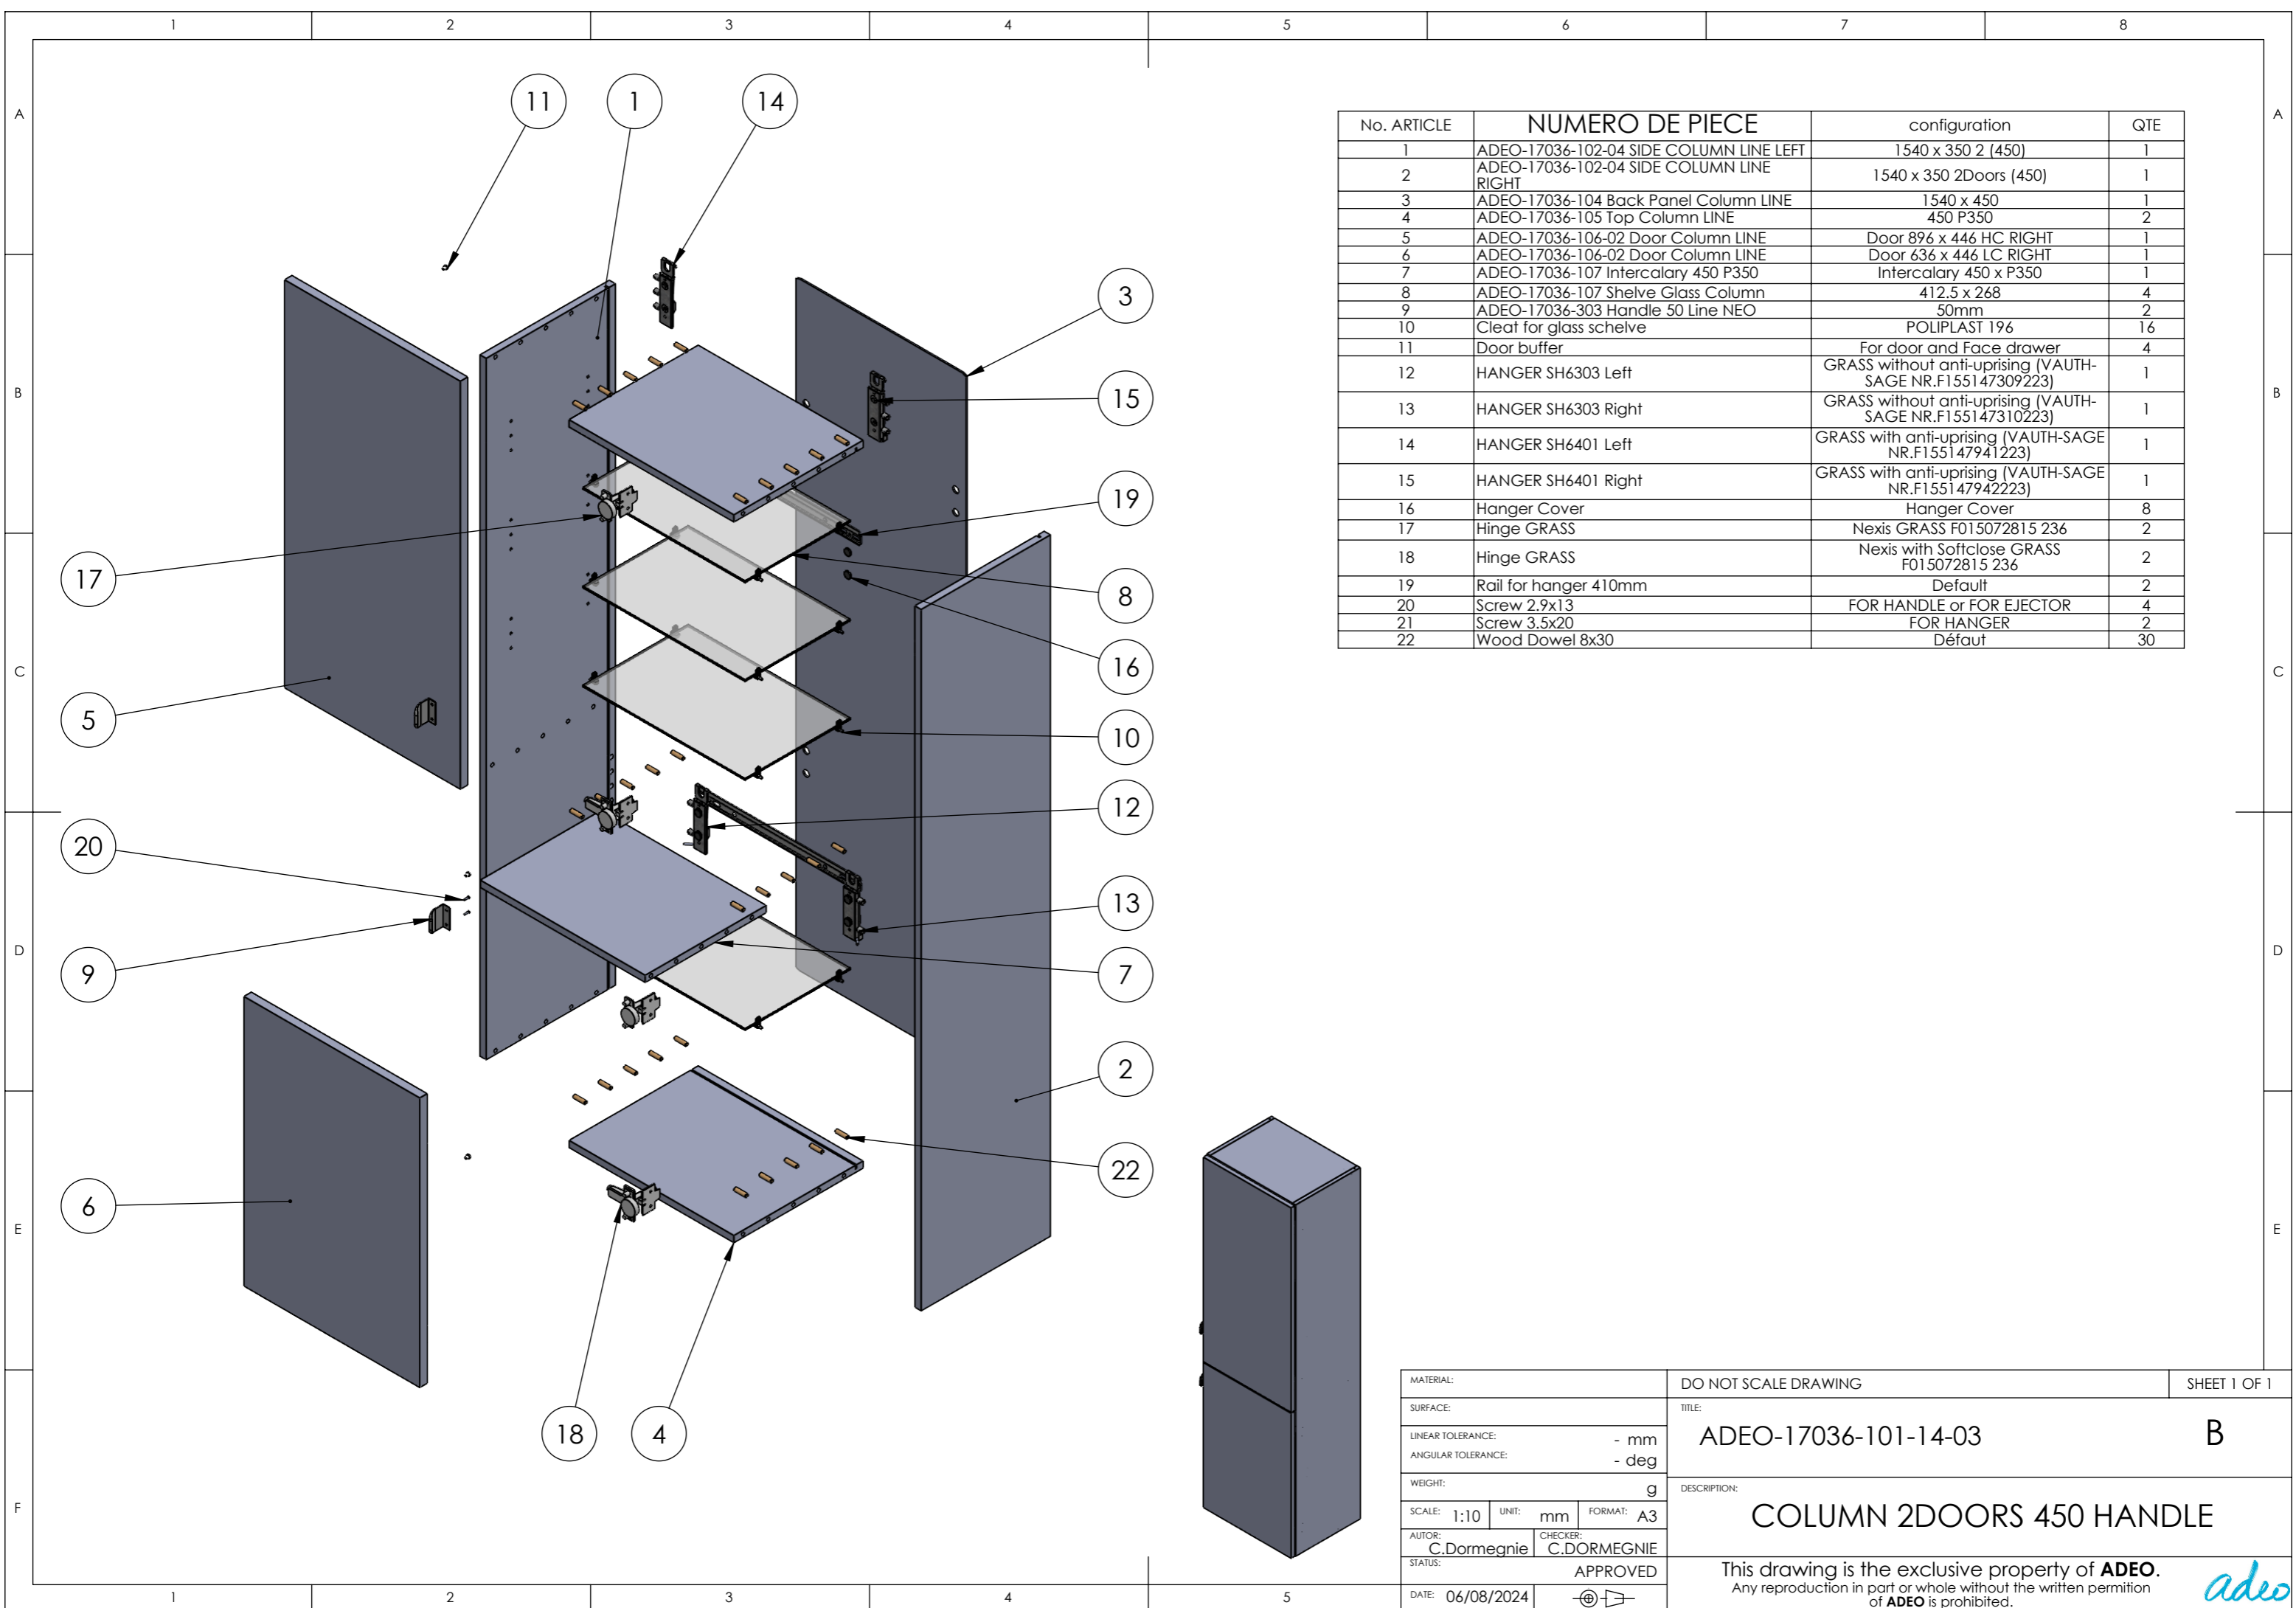 1 2 3 4 5 6 7 8
A
B
C
D
E
F
A
B
C
D
E
11
1
14
3
15
19
17
8
16
5
10
12
20
13
9
7
2
22
6
18
4
No. ARTICLE NUMERO DE PIECE configuration QTE
1 ADEO-17036-102-04 SIDE COLUMN LINE LEFT 1540 x 350 2 (450) 1
2 ADEO-17036-102-04 SIDE COLUMN LINE RIGHT 1540 x 350 2Doors (450) 1
3 ADEO-17036-104 Back Panel Column LINE 1540 x 450 1
4 ADEO-17036-105 Top Column LINE 450 P350 2
5 ADEO-17036-106-02 Door Column LINE Door 896 x 446 HC RIGHT 1
6 ADEO-17036-106-02 Door Column LINE Door 636 x 446 LC RIGHT 1
7 ADEO-17036-107 Intercalary 450 P350 Intercalary 450 x P350 1
8 ADEO-17036-107 Shelve Glass Column 412.5 x 268 4
9 ADEO-17036-303 Handle 50 Line NEO 50mm 2
10 Cleat for glass schelve POLIPLAST 196 16
11 Door buffer For door and Face drawer 4
12 HANGER SH6303 Left GRASS without anti-uprising (VAUTH-SAGE NR.F155147309223) 1
13 HANGER SH6303 Right GRASS without anti-uprising (VAUTH-SAGE NR.F155147310223) 1
14 HANGER SH6401 Left GRASS with anti-uprising (VAUTH-SAGE NR.F155147941223) 1
15 HANGER SH6401 Right GRASS with anti-uprising (VAUTH-SAGE NR.F155147942223) 1
16 Hanger Cover Hanger Cover 8
17 Hinge GRASS Nexis GRASS F015072815 236 2
18 Hinge GRASS Nexis with Softclose GRASS F015072815 236 2
19 Rail for hanger 410mm Default 2
20 Screw 2.9x13 FOR HANDLE or FOR EJECTOR 4
21 Screw 3.5x20 FOR HANGER 2
22 Wood Dowel 8x30 Défaut 30
MATERIAL:
DO NOT SCALE DRAWING SHEET 1 OF 1
SURFACE:
TITLE:
ADEO-17036-101-14-03 B
LINEAR TOLERANCE: - mm
ANGULAR TOLERANCE: - deg
WEIGHT: g
DESCRIPTION:
COLUMN 2DOORS 450 HANDLE
SCALE: 1:10 UNIT: mm FORMAT: A3
AUTOR: C.Dormegnie CHECKER: C.DORMEGNIE
STATUS: APPROVED
DATE: 06/08/2024
This drawing is the exclusive property of ADEO.
Any reproduction in part or whole without the written permition
of ADEO is prohibited.
adeo
1 2 3 4 5